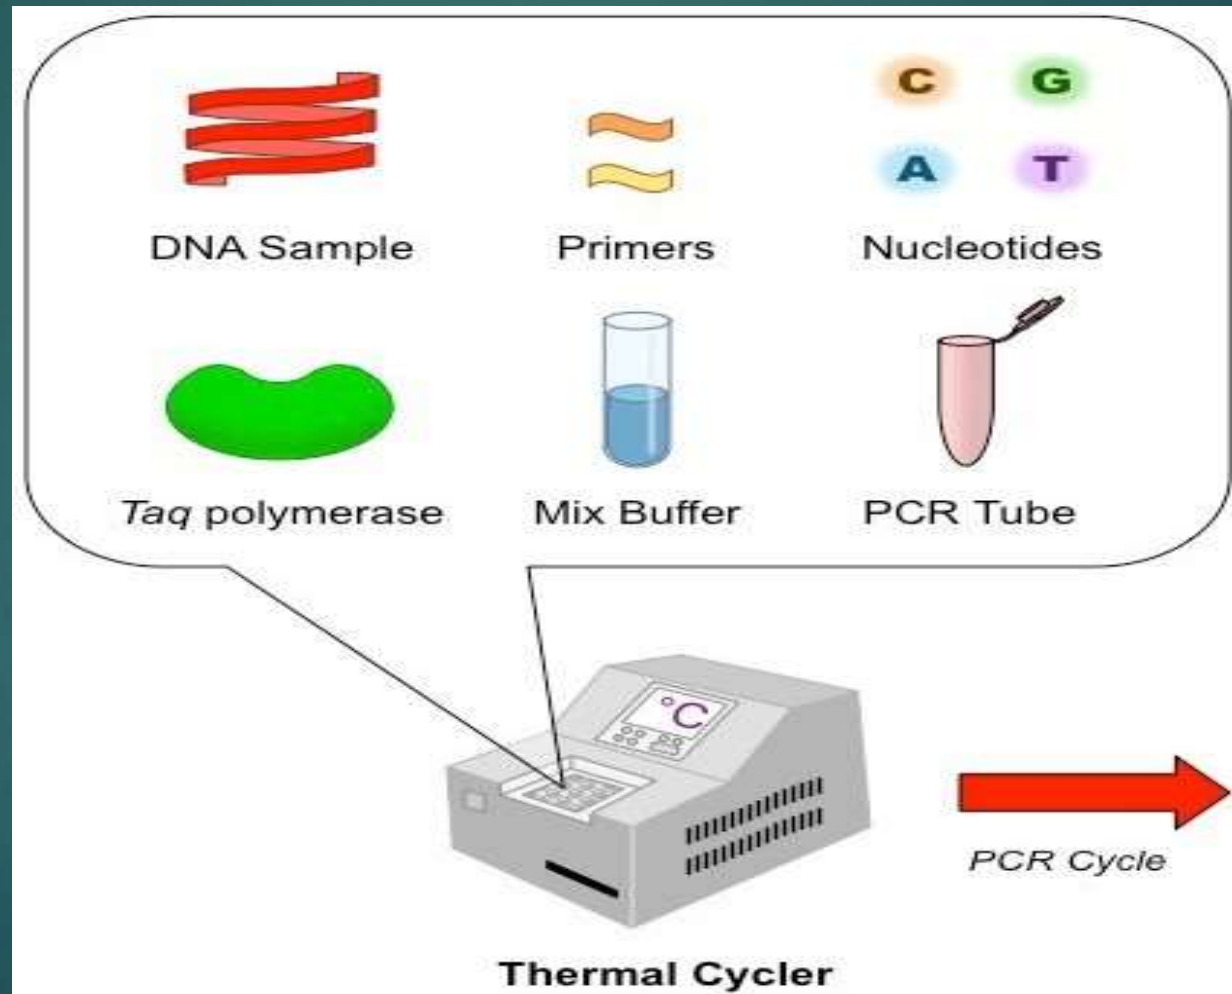 C G
A T
DNA Sample Primers Nucleotides
Taq polymerase Mix Buffer PCR Tube
°C
PCR Cycle
Thermal Cycler